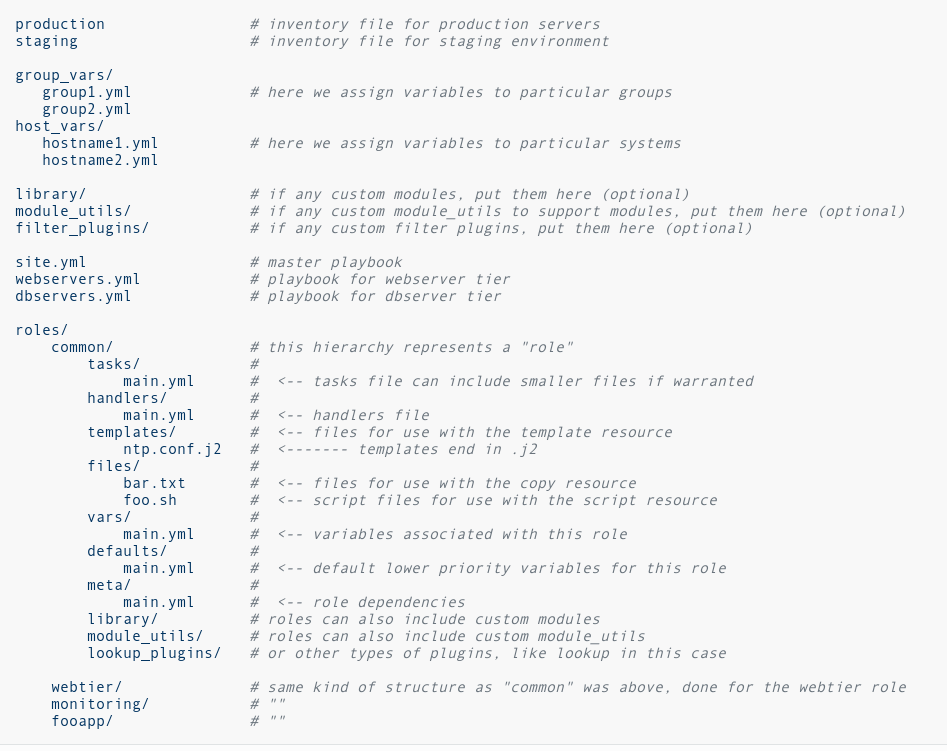 production                # inventory file for production servers
staging                   # inventory file for staging environment

group_vars/
   group1.yml             # here we assign variables to particular groups
   group2.yml
host_vars/
   hostname1.yml          # here we assign variables to particular systems
   hostname2.yml

library/                  # if any custom modules, put them here (optional)
module_utils/             # if any custom module_utils to support modules, put them here (optional)
filter_plugins/           # if any custom filter plugins, put them here (optional)

site.yml                  # master playbook
webservers.yml            # playbook for webserver tier
dbservers.yml             # playbook for dbserver tier

roles/
    common/               # this hierarchy represents a "role"
        tasks/            #
            main.yml      #  <-- tasks file can include smaller files if warranted
        handlers/         #
            main.yml      #  <-- handlers file
        templates/        #  <-- files for use with the template resource
            ntp.conf.j2   #  <------- templates end in .j2
        files/            #
            bar.txt       #  <-- files for use with the copy resource
            foo.sh        #  <-- script files for use with the script resource
        vars/             #
            main.yml      #  <-- variables associated with this role
        defaults/         #
            main.yml      #  <-- default lower priority variables for this role
        meta/             #
            main.yml      #  <-- role dependencies
        library/          # roles can also include custom modules
        module_utils/     # roles can also include custom module_utils
        lookup_plugins/   # or other types of plugins, like lookup in this case

    webtier/              # same kind of structure as "common" was above, done for the webtier role
    monitoring/           # ""
    fooapp/               # ""